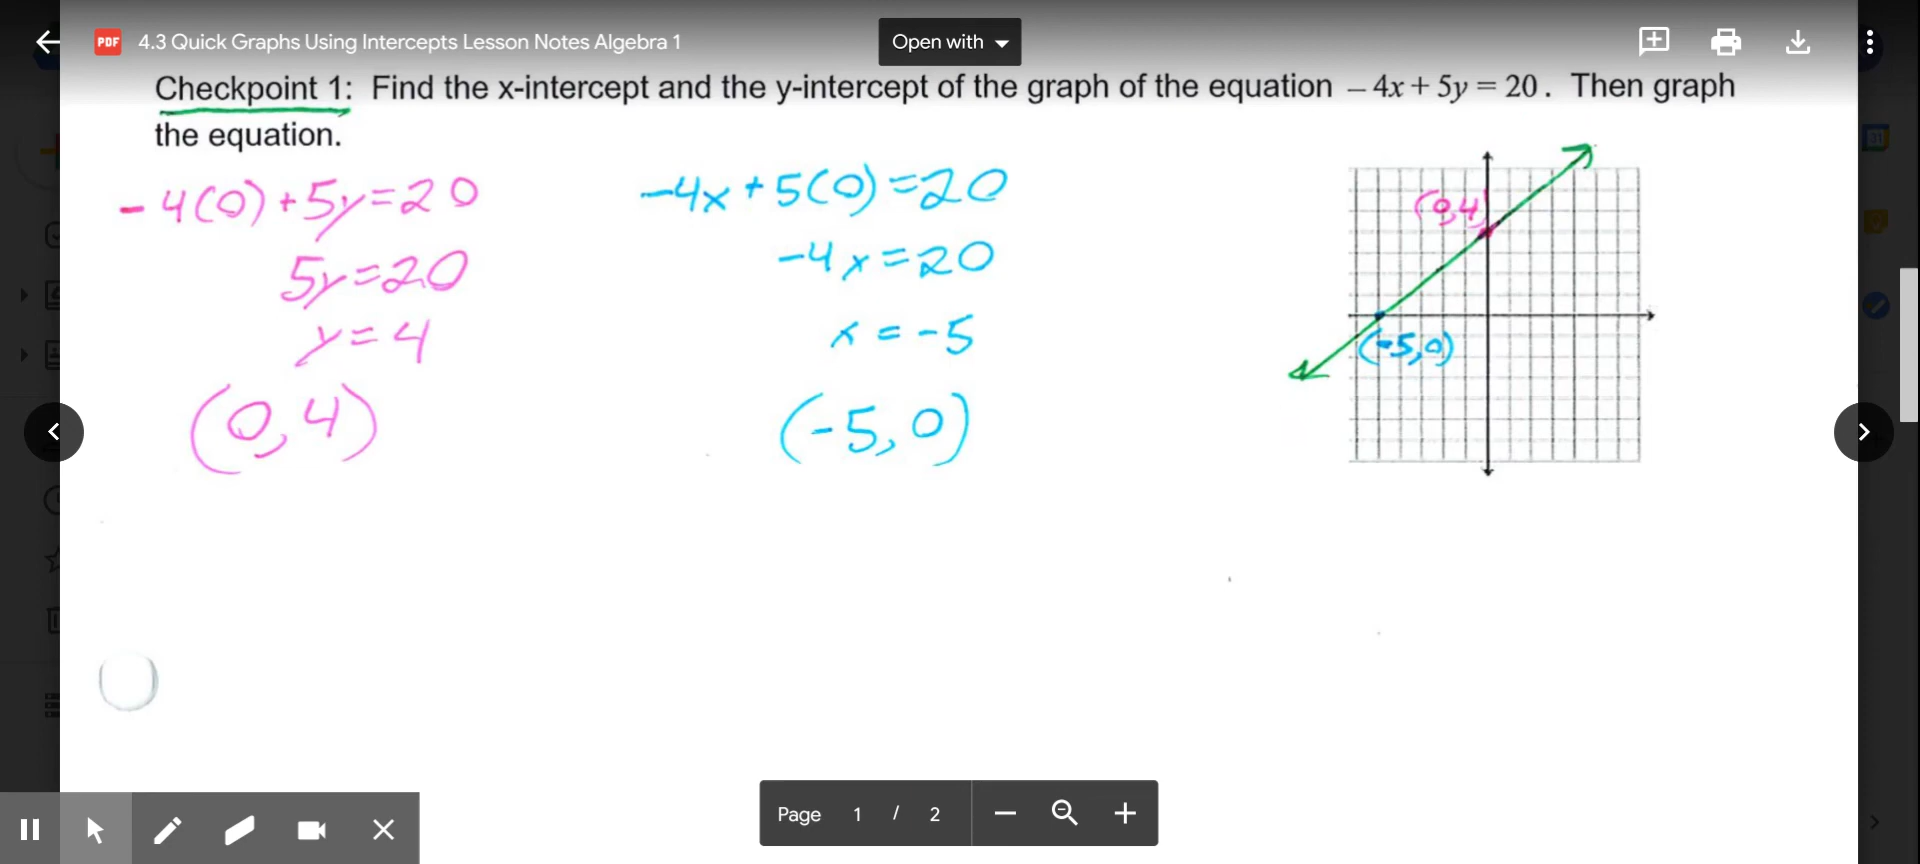 PDF 4.3 Quick Graphs Using Intercepts Lesson Notes Algebra 1
Open with
Checkpoint 1: Find the x-intercept and the y-intercept of the graph of the equation – 4x + 5y = 20. Then graph
the equation.
-4(0)+5y=20
5y=20
y=4
(0,4)
-4x+5(0)=20
-4x=20
x=-5
(-5,0)
(0,4)
(-5,0)
31
Page 1 / 2